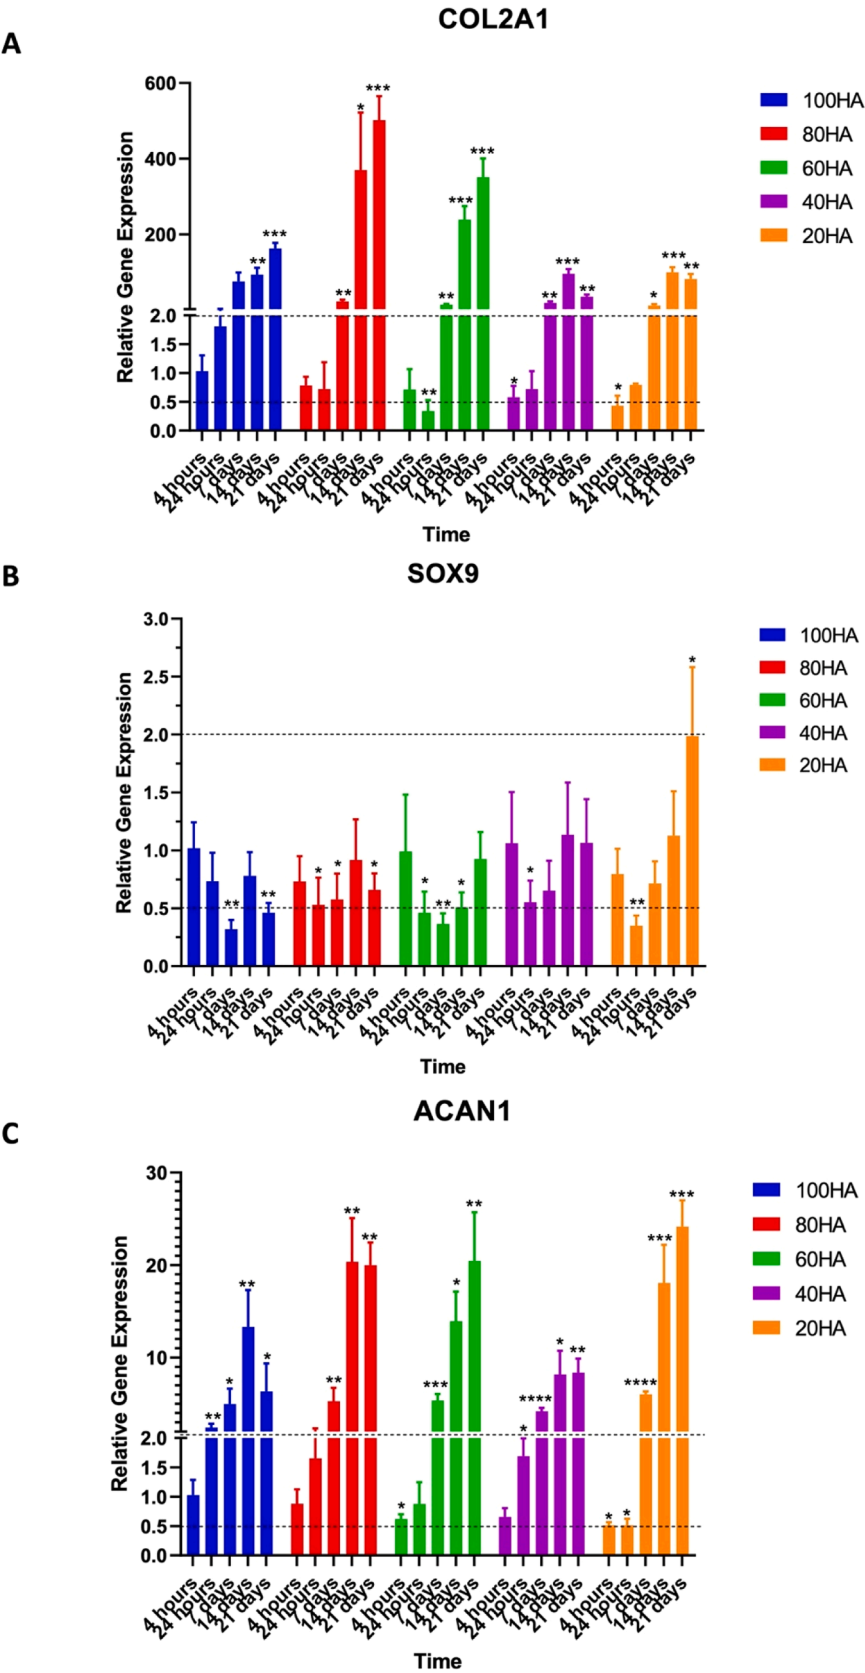 COL2A1
A
Relative Gene Expression
600
400
200
2.0
1.5
1.0
0.5
0.0
* *** *** *** *** *** ** ** ** ** ** ** * ** * *
4 hours 24 hours 7 days 14 days 21 days 4 hours 24 hours 7 days 14 days 21 days 4 hours 24 hours 7 days 14 days 21 days 4 hours 24 hours 7 days 14 days 21 days 4 hours 24 hours 7 days 14 days 21 days
Time
100HA
80HA
60HA
40HA
20HA
B
SOX9
Relative Gene Expression
3.0
2.5
2.0
1.5
1.0
0.5
0.0
** ** * * * * ** * * ** *
4 hours 24 hours 7 days 14 days 21 days 4 hours 24 hours 7 days 14 days 21 days 4 hours 24 hours 7 days 14 days 21 days 4 hours 24 hours 7 days 14 days 21 days 4 hours 24 hours 7 days 14 days 21 days
Time
100HA
80HA
60HA
40HA
20HA
ACAN1
C
Relative Gene Expression
30
20
10
2.0
1.5
1.0
0.5
0.0
** * ** * ** ** ** * *** * ** * **** * ** * * **** *** ***
4 hours 24 hours 7 days 14 days 21 days 4 hours 24 hours 7 days 14 days 21 days 4 hours 24 hours 7 days 14 days 21 days 4 hours 24 hours 7 days 14 days 21 days 4 hours 24 hours 7 days 14 days 21 days
Time
100HA
80HA
60HA
40HA
20HA